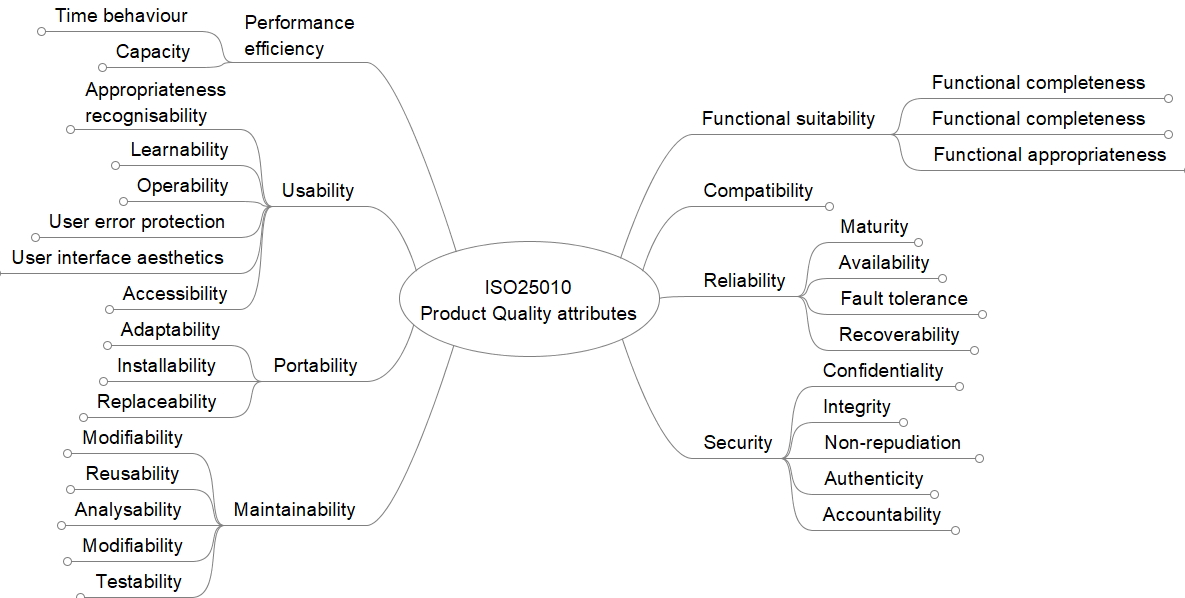 Time behaviour
Capacity
Performance
efficiency
Appropriateness
recognisability
Learnability
Operability
User error protection
User interface aesthetics
Accessibility
Usability
Adaptability
Installability
Replaceability
Portability
Modifiability
Reusability
Analysability
Modifiability
Testability
Maintainability
ISO25010
Product Quality attributes
Functional suitability
Functional completeness
Functional completeness
Functional appropriateness
Compatibility
Reliability
Maturity
Availability
Fault tolerance
Recoverability
Security
Confidentiality
Integrity
Non-repudiation
Authenticity
Accountability